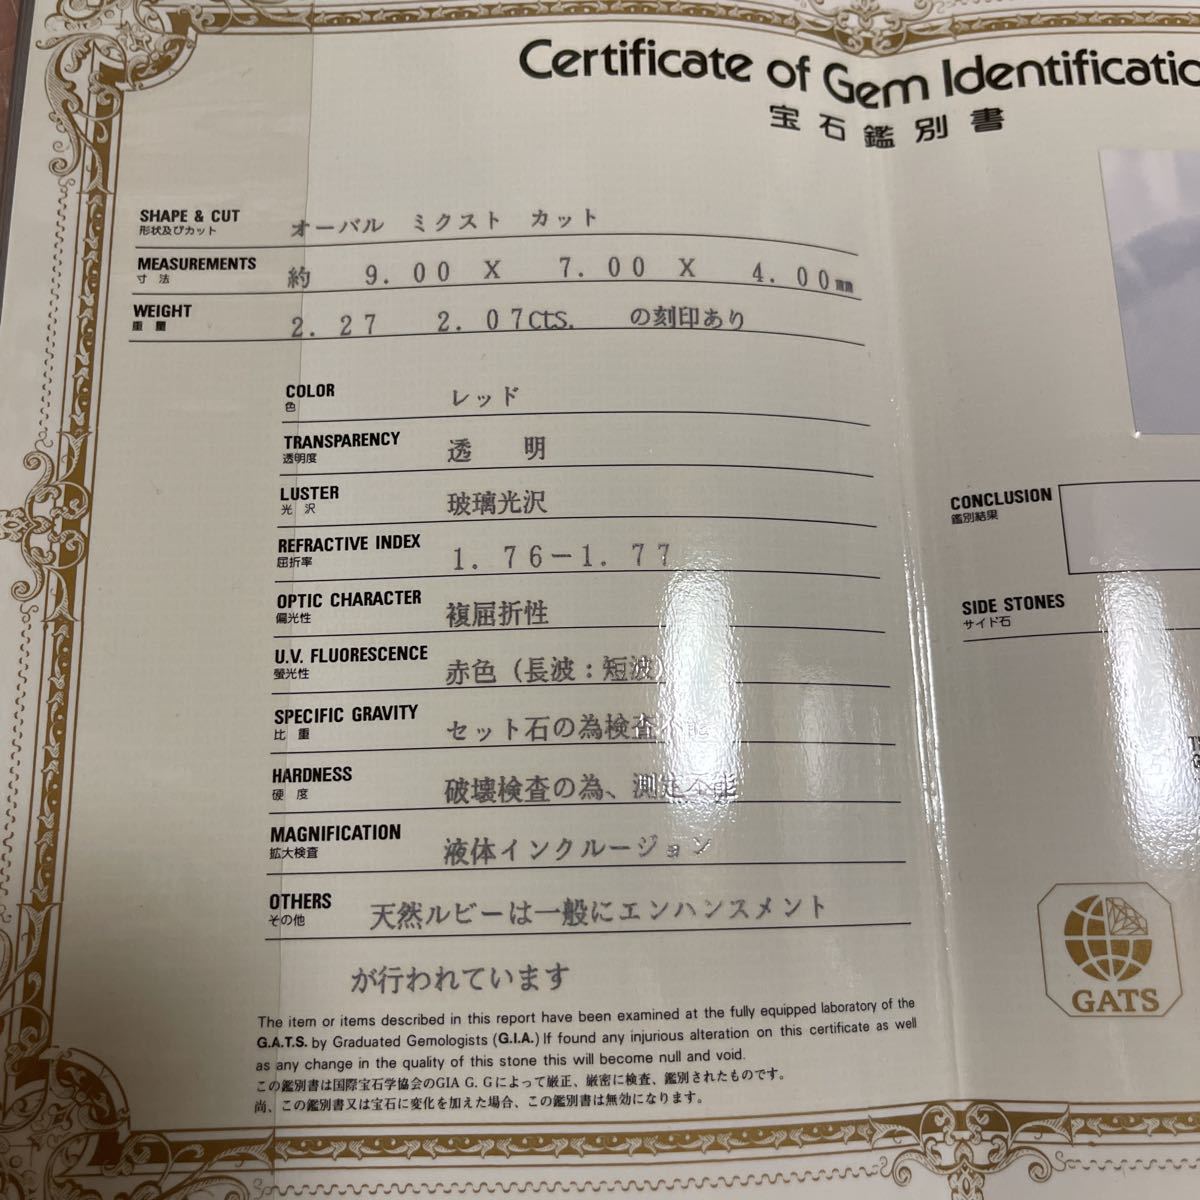 Certificate of Gem Identificatio
宝石鑑別書
SHAPE & CUT オーバル ミクスト カット
形状及びカット
MEASUREMENTS 約 9.00 X 7.00 X 4.00mm
寸法
WEIGHT 2.27 2.07cts. の刻印あり
重量
COLOR レッド
色
TRANSPARENCY 透 明
透明度
LUSTER 玻璃光沢
光沢
REFRACTIVE INDEX 1.76-1.77
屈折率
OPTIC CHARACTER 複屈折性
偏光性
U.V. FLUORESCENCE 赤色(長波:短波)
螢光性
SPECIFIC GRAVITY セット石の為検査不能
比重
HARDNESS 破壊検査の為、測定不能
硬度
MAGNIFICATION 液体インクルージョン
拡大検査
OTHERS 天然ルビーは一般にエンハンスメント
その他
が行われています
The item or items described in this report have been examined at the fully equipped laboratory of the
G.A.T.S. by Graduated Gemologists (G.I.A.) If found any injurious alteration on this certificate as well
as any change in the quality of this stone this will become null and void.
この鑑別書は国際宝石学協会のGIA G. Gによって厳正、厳密に検査、鑑別されたものです。
尚、この鑑別書又は宝石に変化を加えた場合、この鑑別書は無効になります。
CONCLUSION
鑑別結果
SIDE STONES
サイド石
GATS